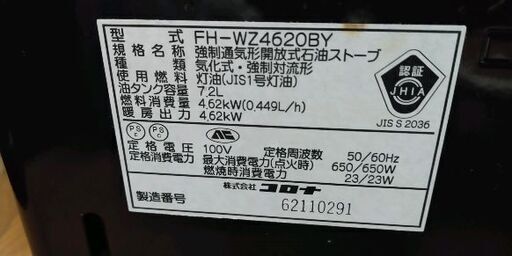 型式 FH-WZ4620BY
規格名称 強制通気形開放式石油ストーブ
種類 気化式・強制対流形
使用燃料 灯油(JIS1号灯油)
油タンク容量 7.2L
燃料消費量 4.62kW(0.449L/h)
暖房出力 4.62kW
認証
JHIA
JIS S 2036
PS C PS C
定格電圧 100V 定格周波数 50/60Hz
定格消費電力 最大消費電力(点火時) 650/650W
燃焼時消費電力 23/23W
株式会社 コロナ
製造番号 62110291